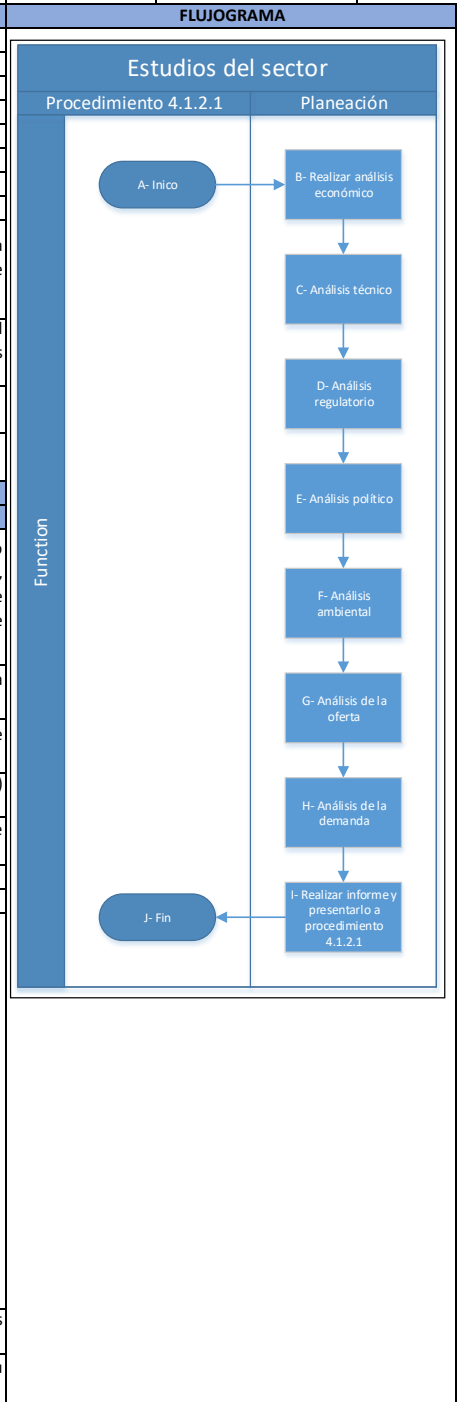 FLUJOGRAMA
Estudios del sector
Procedimiento 4.1.2.1
Planeación
Function
A- Inico
B- Realizar análisis
económico
C- Análisis técnico
D- Análisis
regulatorio
E- Análisis político
F- Análisis
ambiental
G- Análisis de la
oferta
H- Análisis de la
demanda
I- Realizar informe y
presentarlo a
procedimiento
4.1.2.1
J- Fin